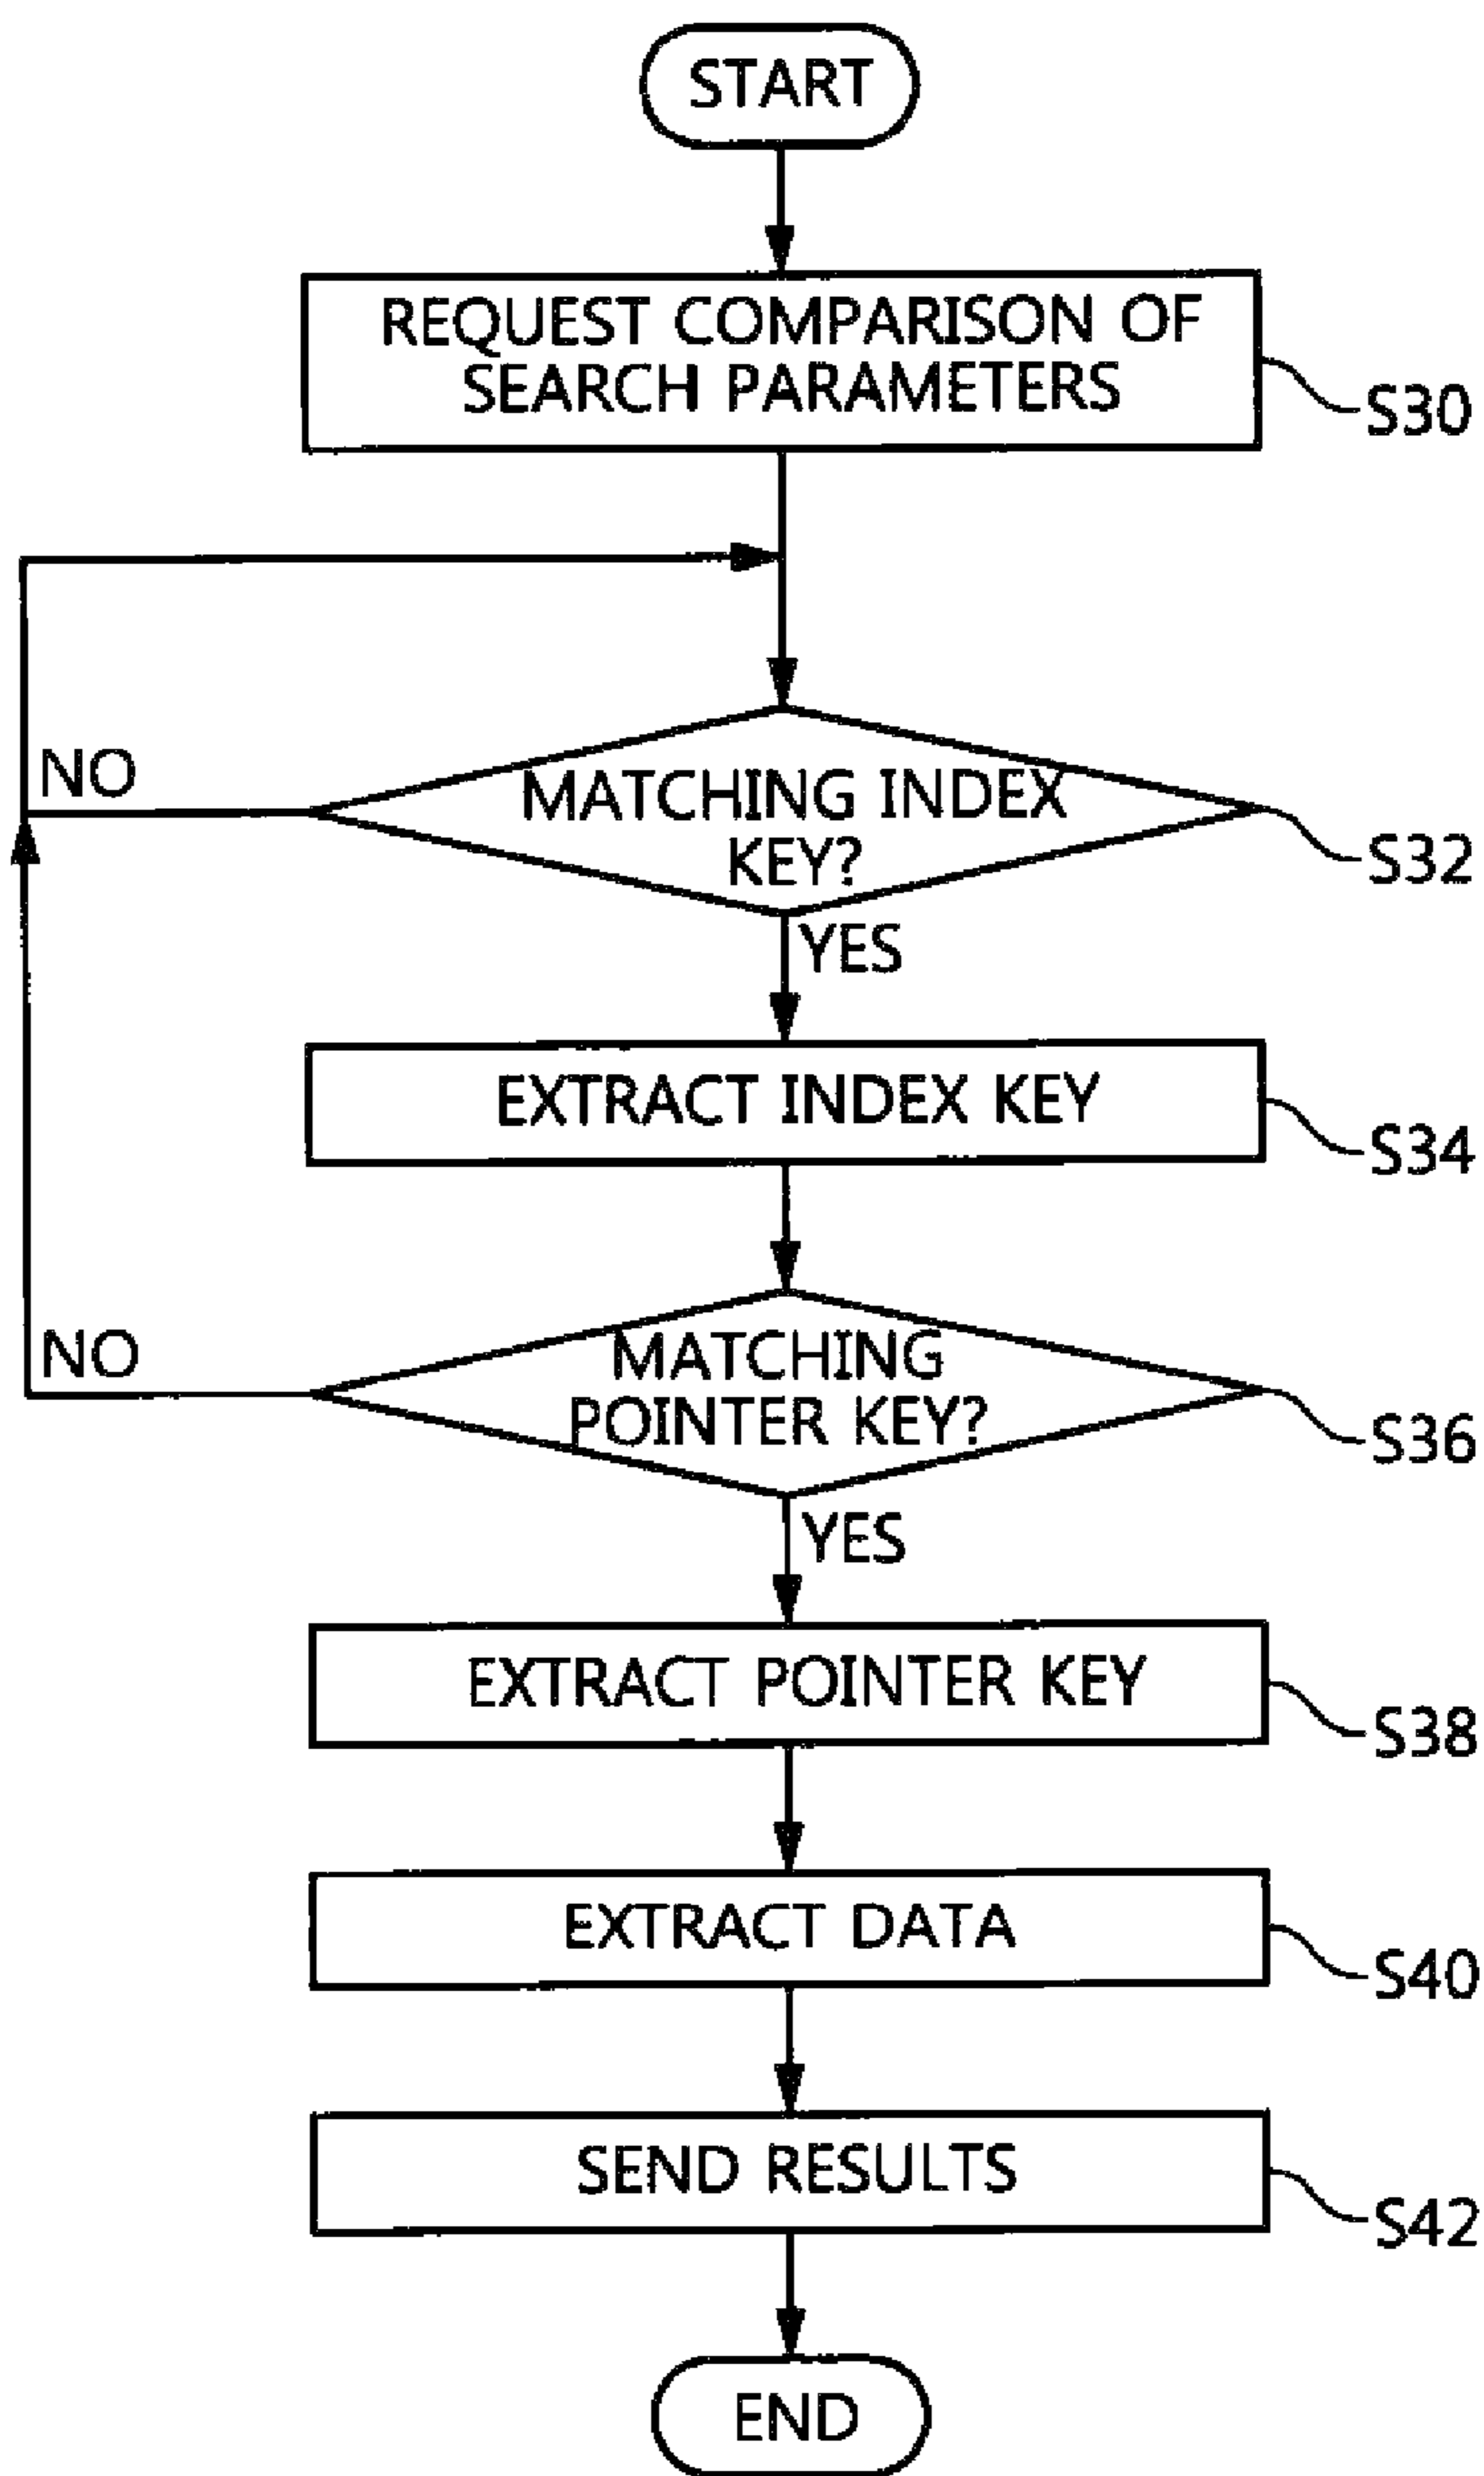 START
REQUEST COMPARISON OF
SEARCH PARAMETERS
S30
NO
MATCHING INDEX
KEY?
S32
YES
EXTRACT INDEX KEY
S34
NO
MATCHING
POINTER KEY?
S36
YES
EXTRACT POINTER KEY
S38
EXTRACT DATA
S40
SEND RESULTS
S42
END